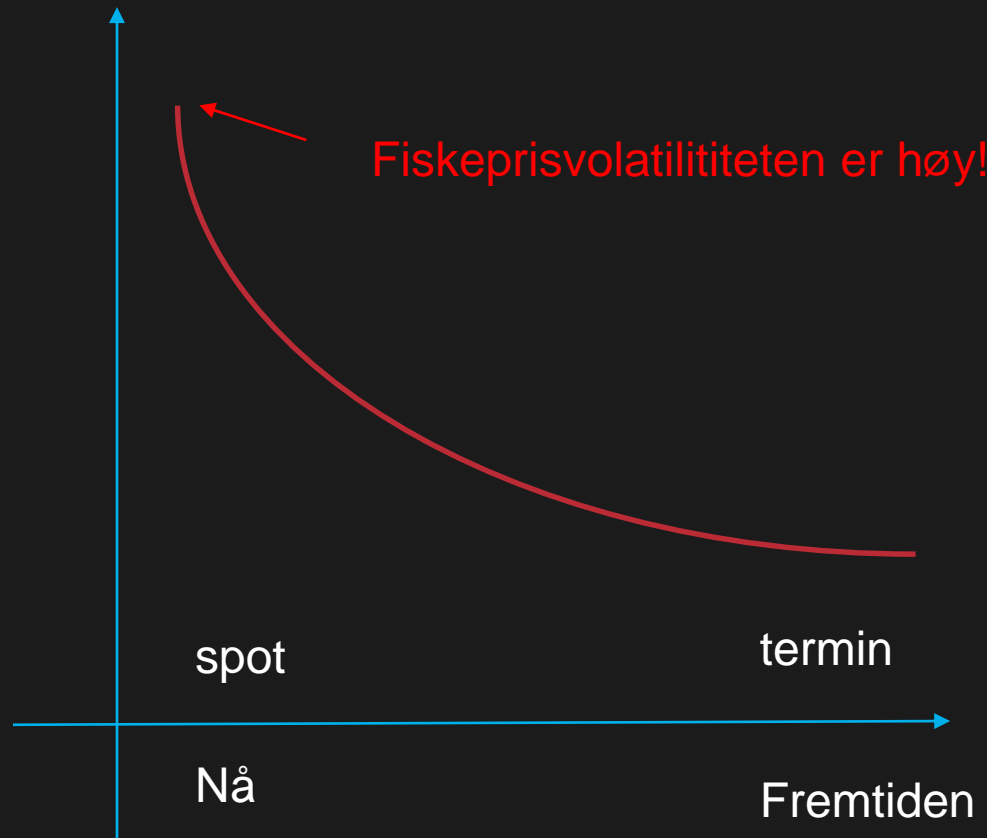 Fiskeprisvolatilititeten er høy!
spot
termin
Nå
Fremtiden